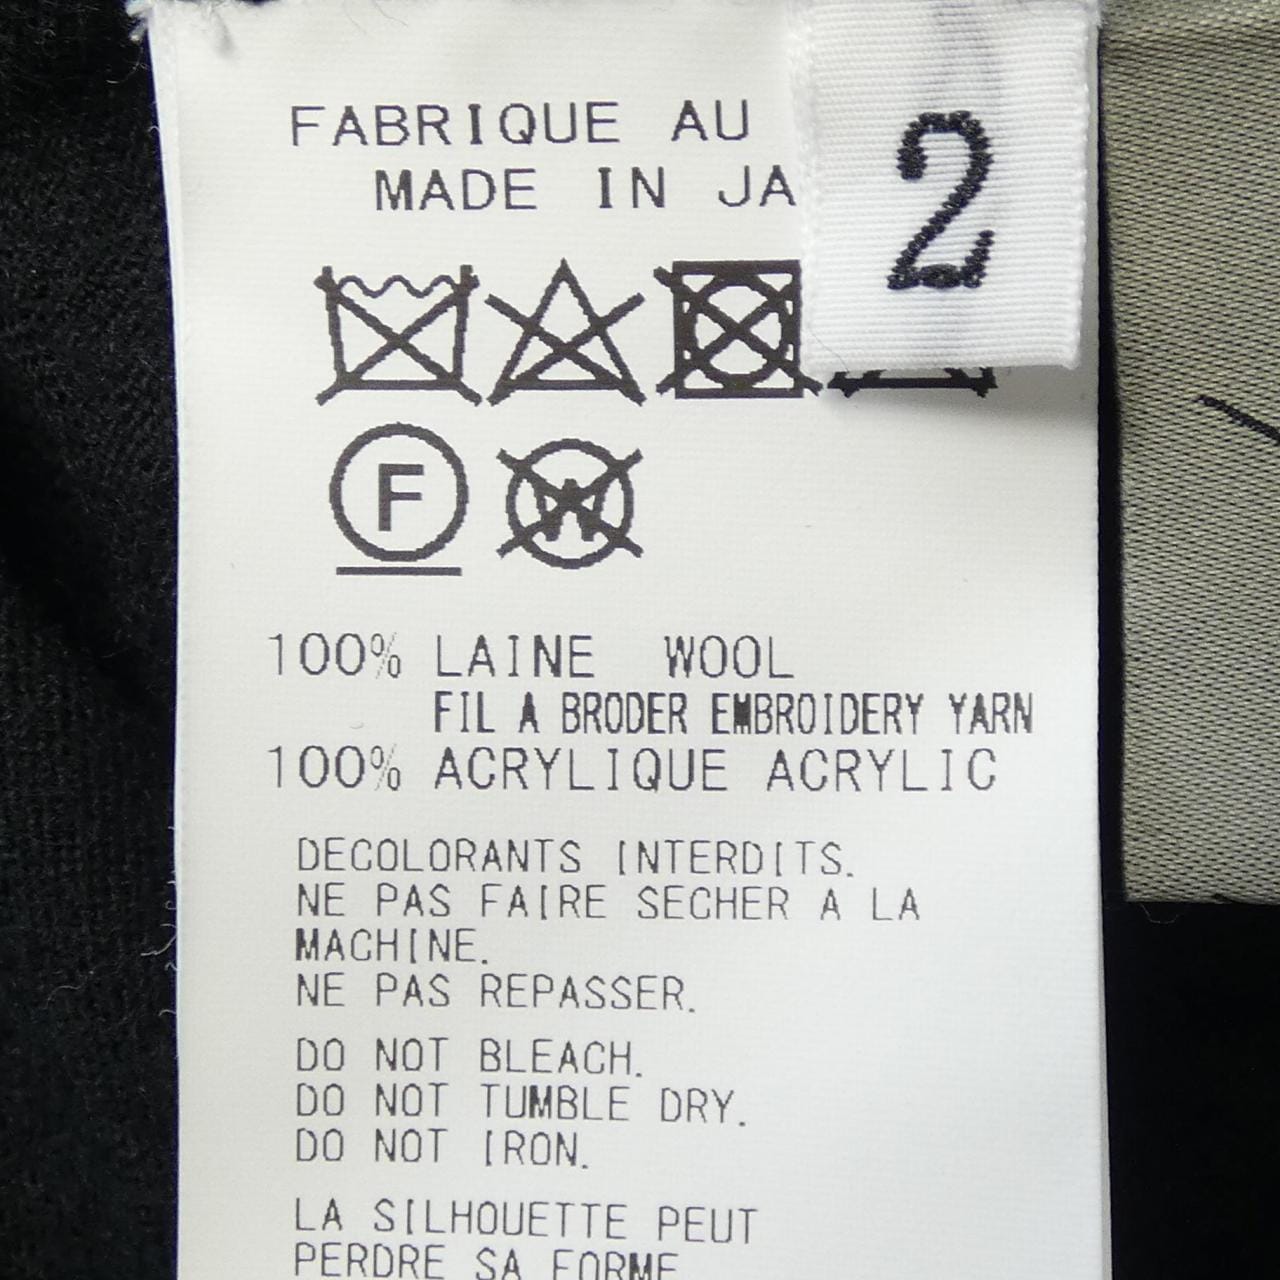 FABRIQUE AU
MADE IN JA
2
F
W
100% LAINE WOOL
FIL A BRODER EMBROIDERY YARN
100% ACRYLIQUE ACRYLIC
DECOLORANTS INTERDITS.
NE PAS FAIRE SECHER A LA
MACHINE.
NE PAS REPASSER.
DO NOT BLEACH.
DO NOT TUMBLE DRY.
DO NOT IRON.
LA SILHOUETTE PEUT
PERDRE SA FORME